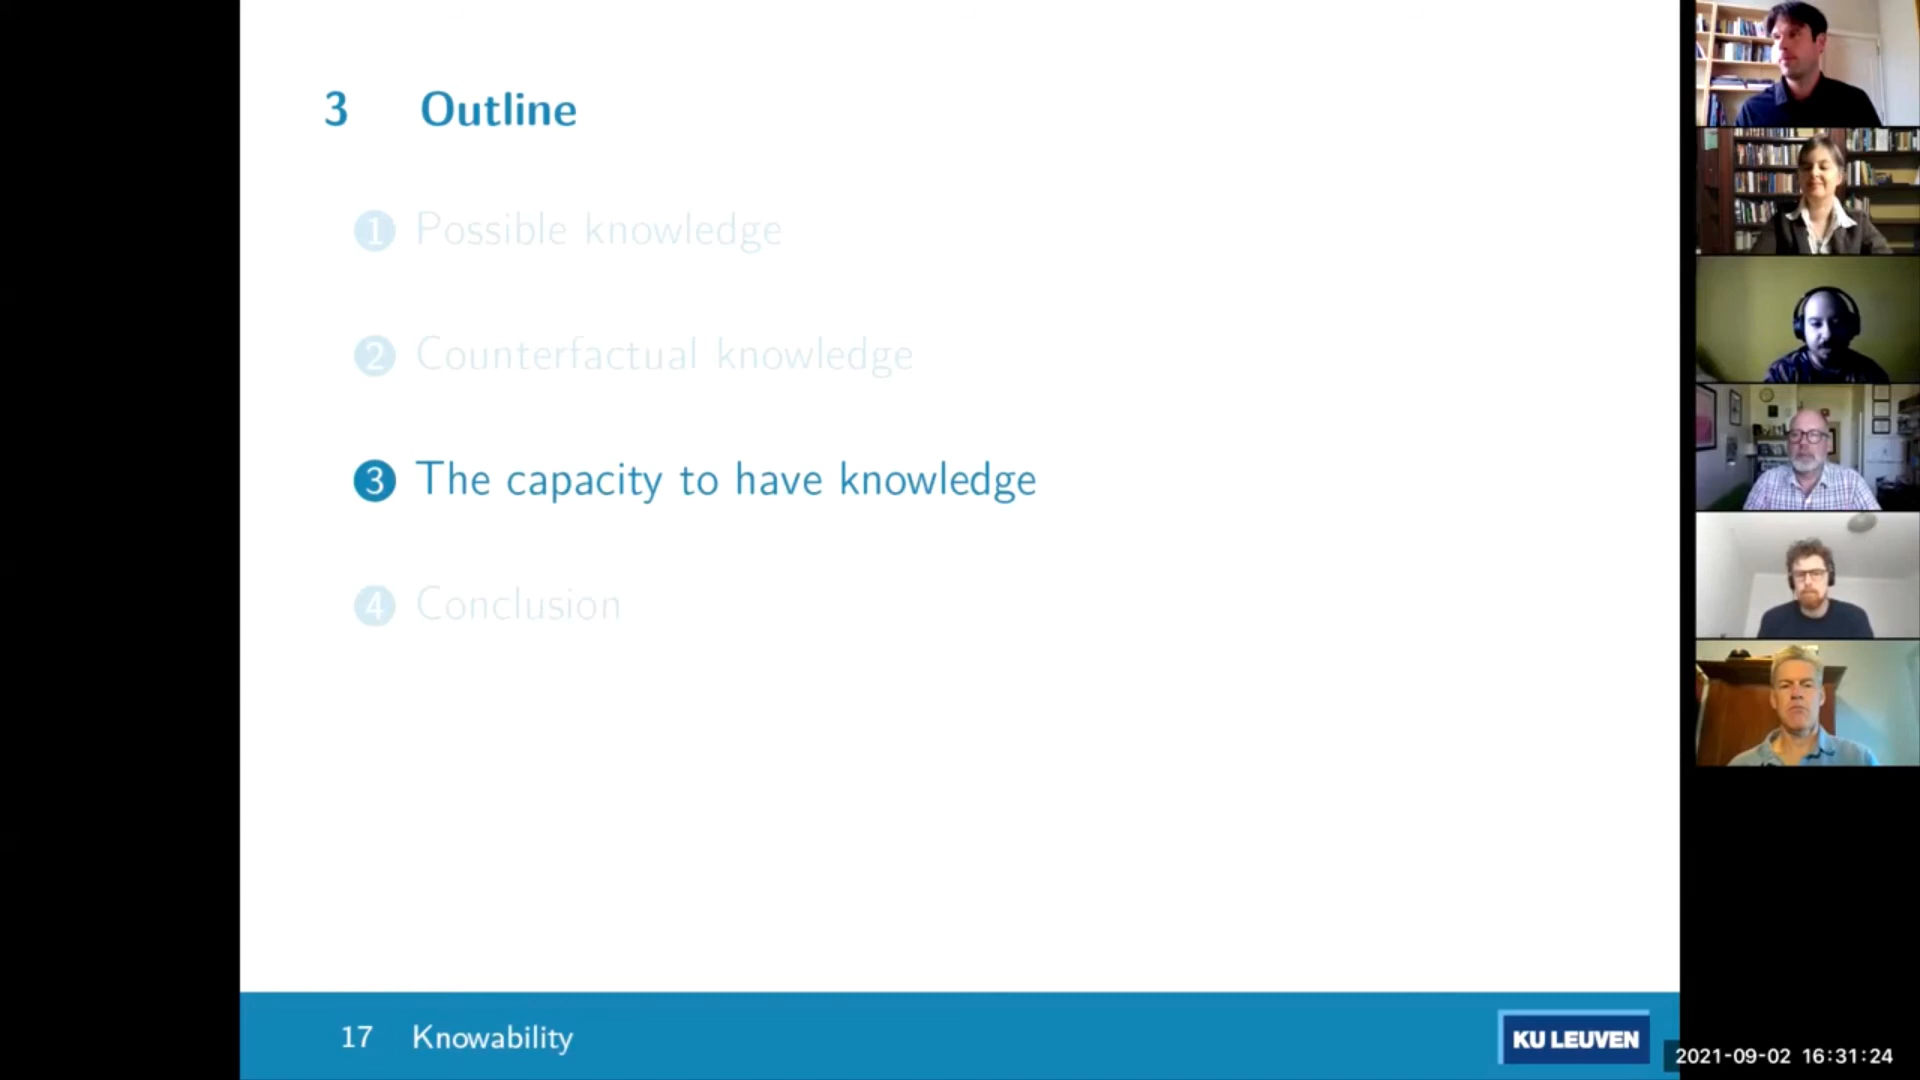 3 Outline
1 Possible knowledge
2 Counterfactual knowledge
3 The capacity to have knowledge
4 Conclusion
17 Knowability
KU LEUVEN
2021-09-02 16:31:24